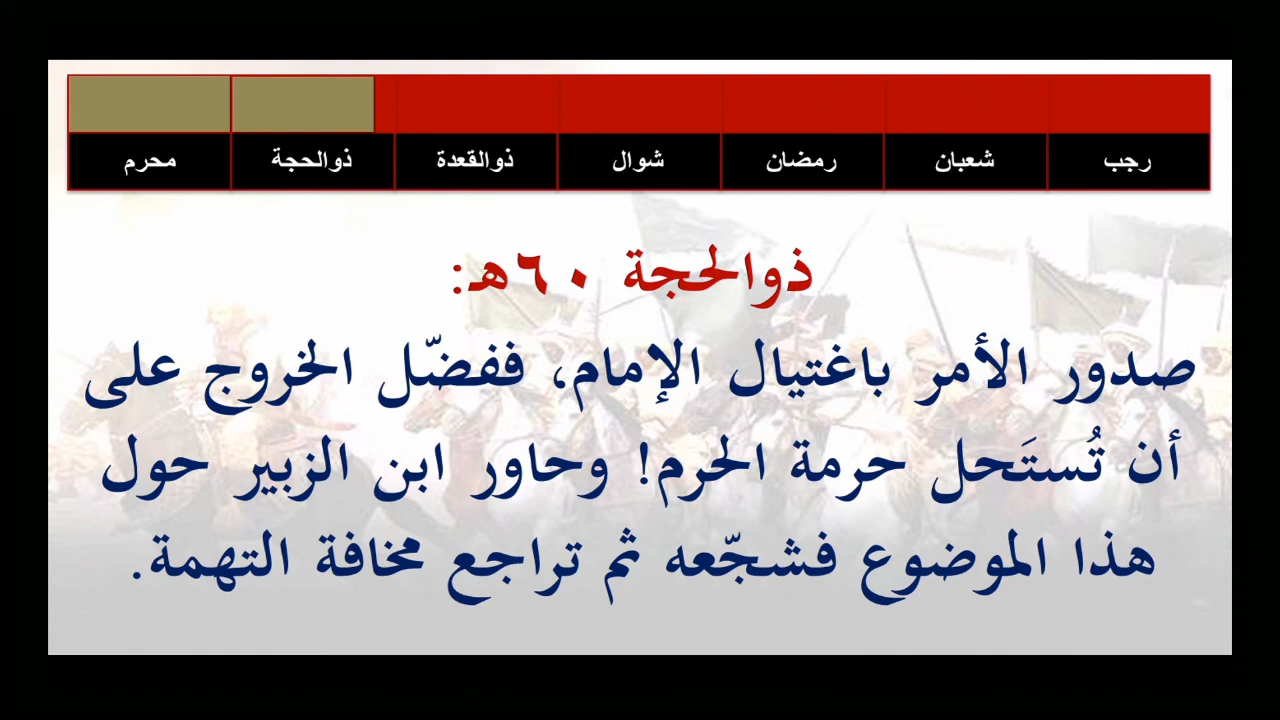 رجب شعبان رمضان شوال ذوالقعدة ذوالحجة محرم
ذوالحجة ٦٠هـ:
صدور الأمر باغتيال الإمام، ففضّل الخروج على
أن تُستَحل حرمة الحرم! وحاور ابن الزبير حول
هذا الموضوع فشجّعه ثم تراجع مخافة التهمة.